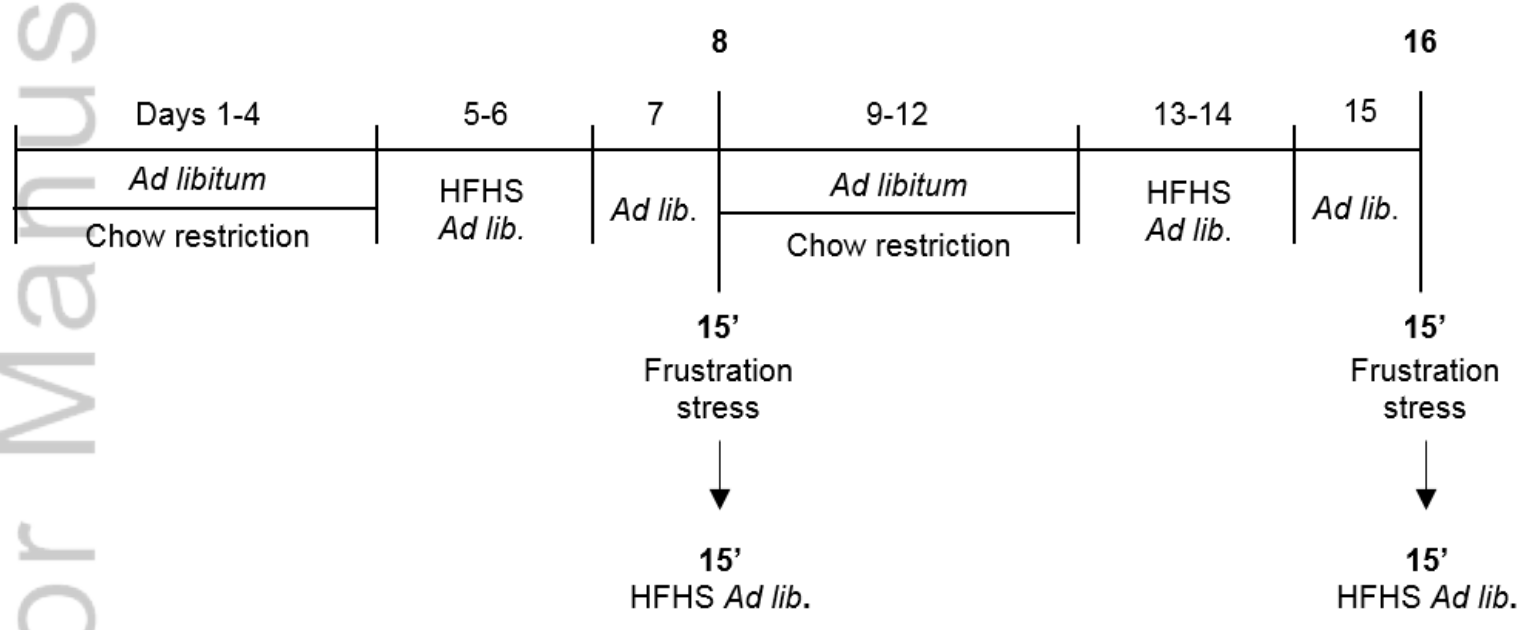 8
16
Days 1-4
5-6
7
9-12
13-14
15
Ad libitum
Chow restriction
HFHS
Ad lib.
Ad lib.
Ad libitum
Chow restriction
HFHS
Ad lib.
Ad lib.
15’
Frustration
stress
15’
HFHS Ad lib.
15’
Frustration
stress
15’
HFHS Ad lib.
or Manus